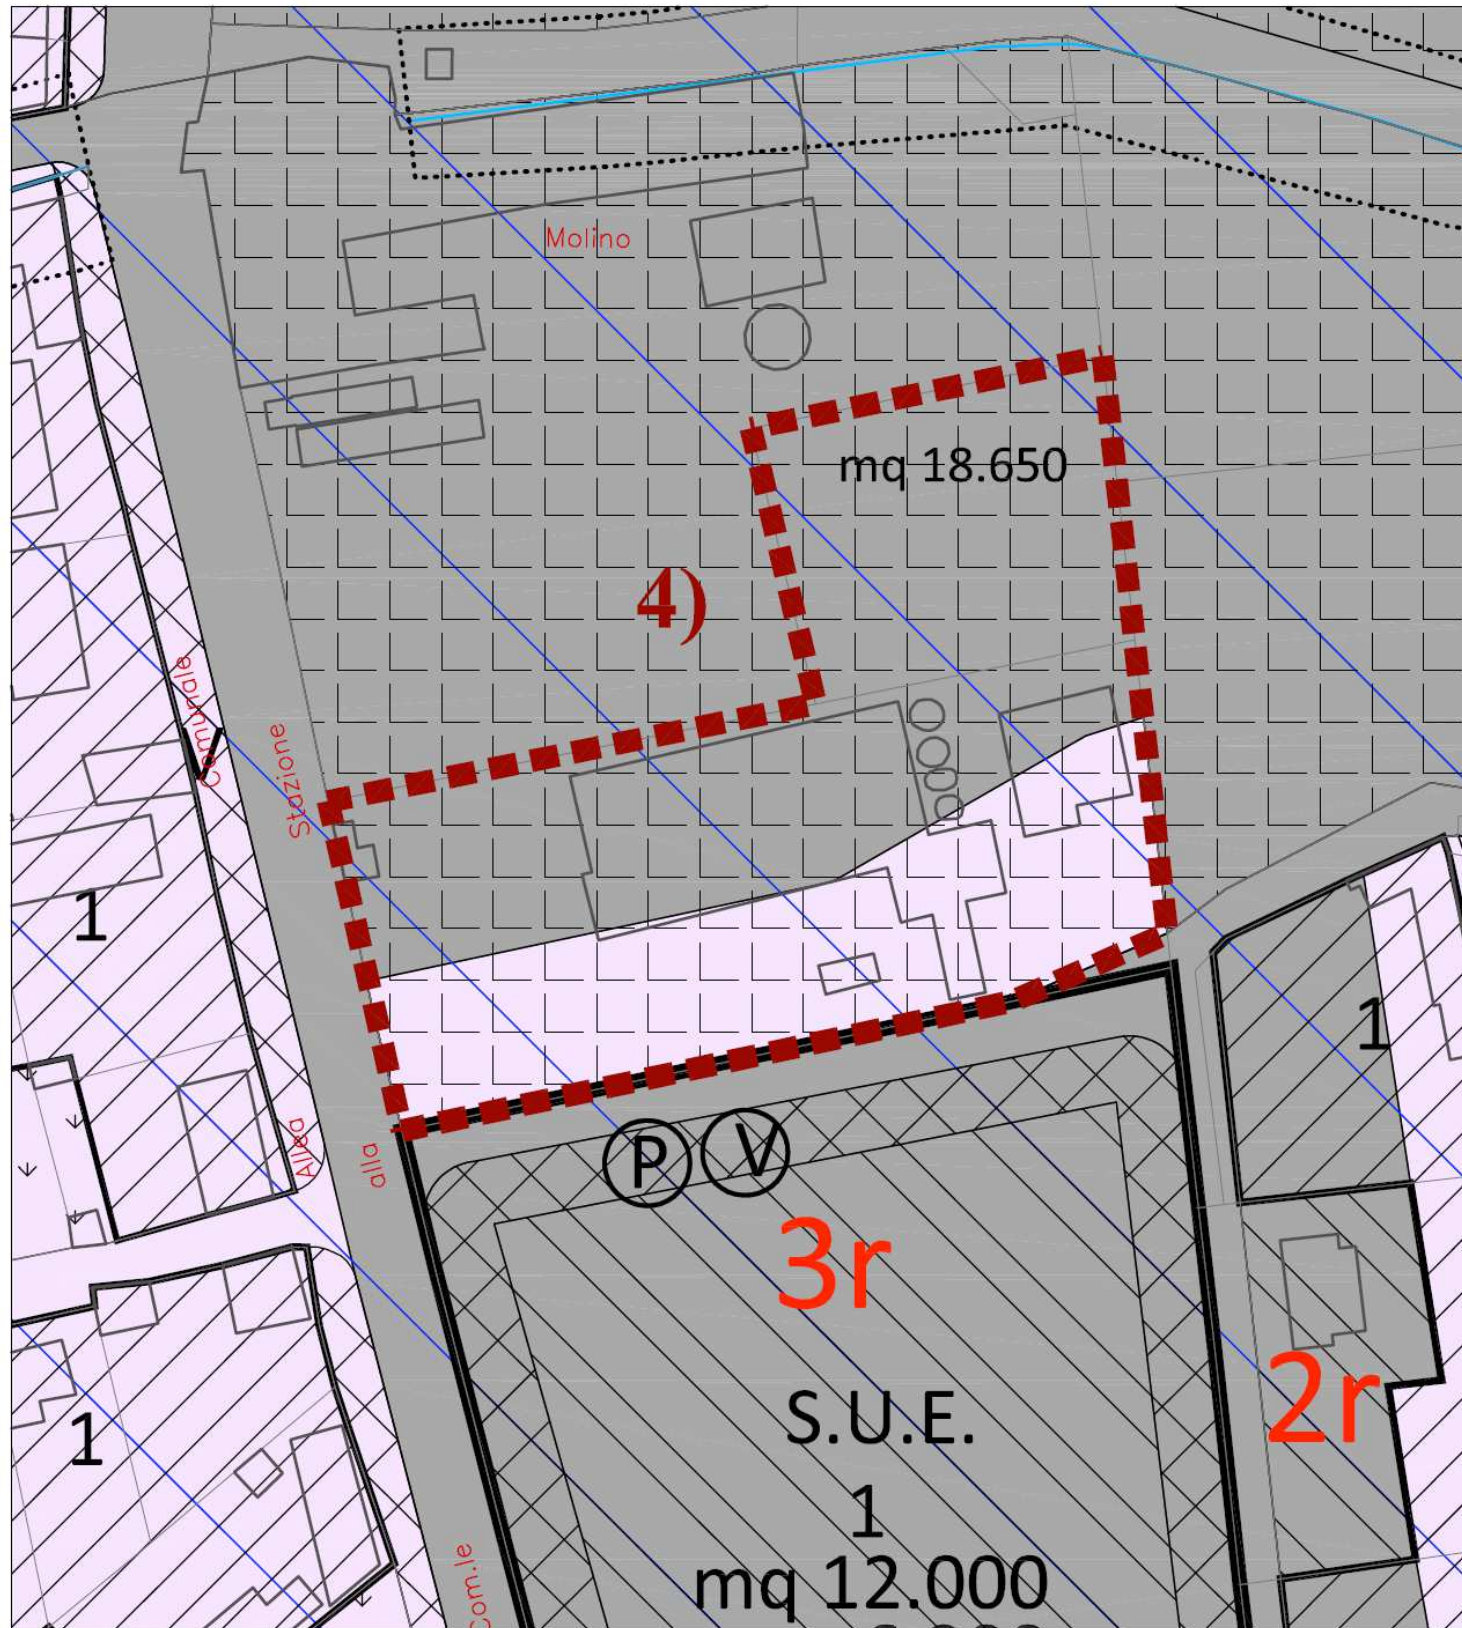 Molino
mq 18.650
4)
Comunale
V
Stazione
1
1
Allea
alla
P
V
3r
2r
S.U.E.
1
1
mq 12.000
Com.le